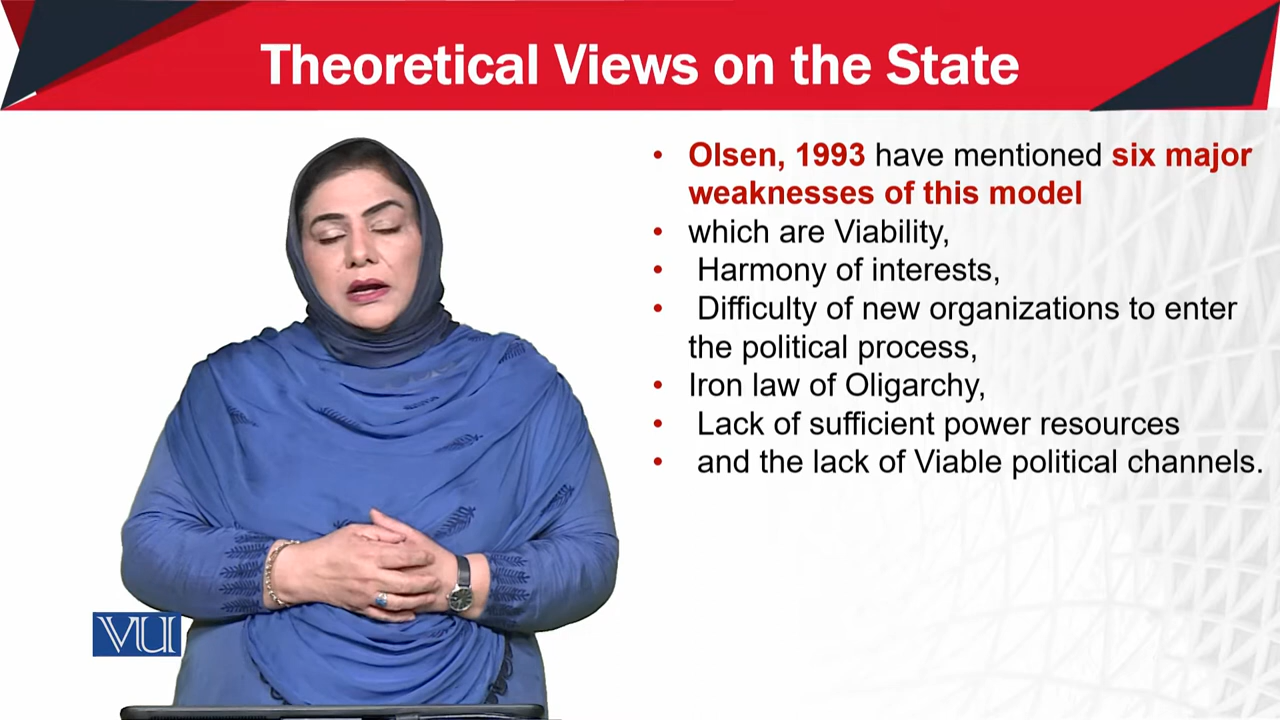 Theoretical Views on the State
• Olsen, 1993 have mentioned six major
weaknesses of this model
• which are Viability,
• Harmony of interests,
• Difficulty of new organizations to enter
the political process,
• Iron law of Oligarchy,
• Lack of sufficient power resources
• and the lack of Viable political channels.
VU